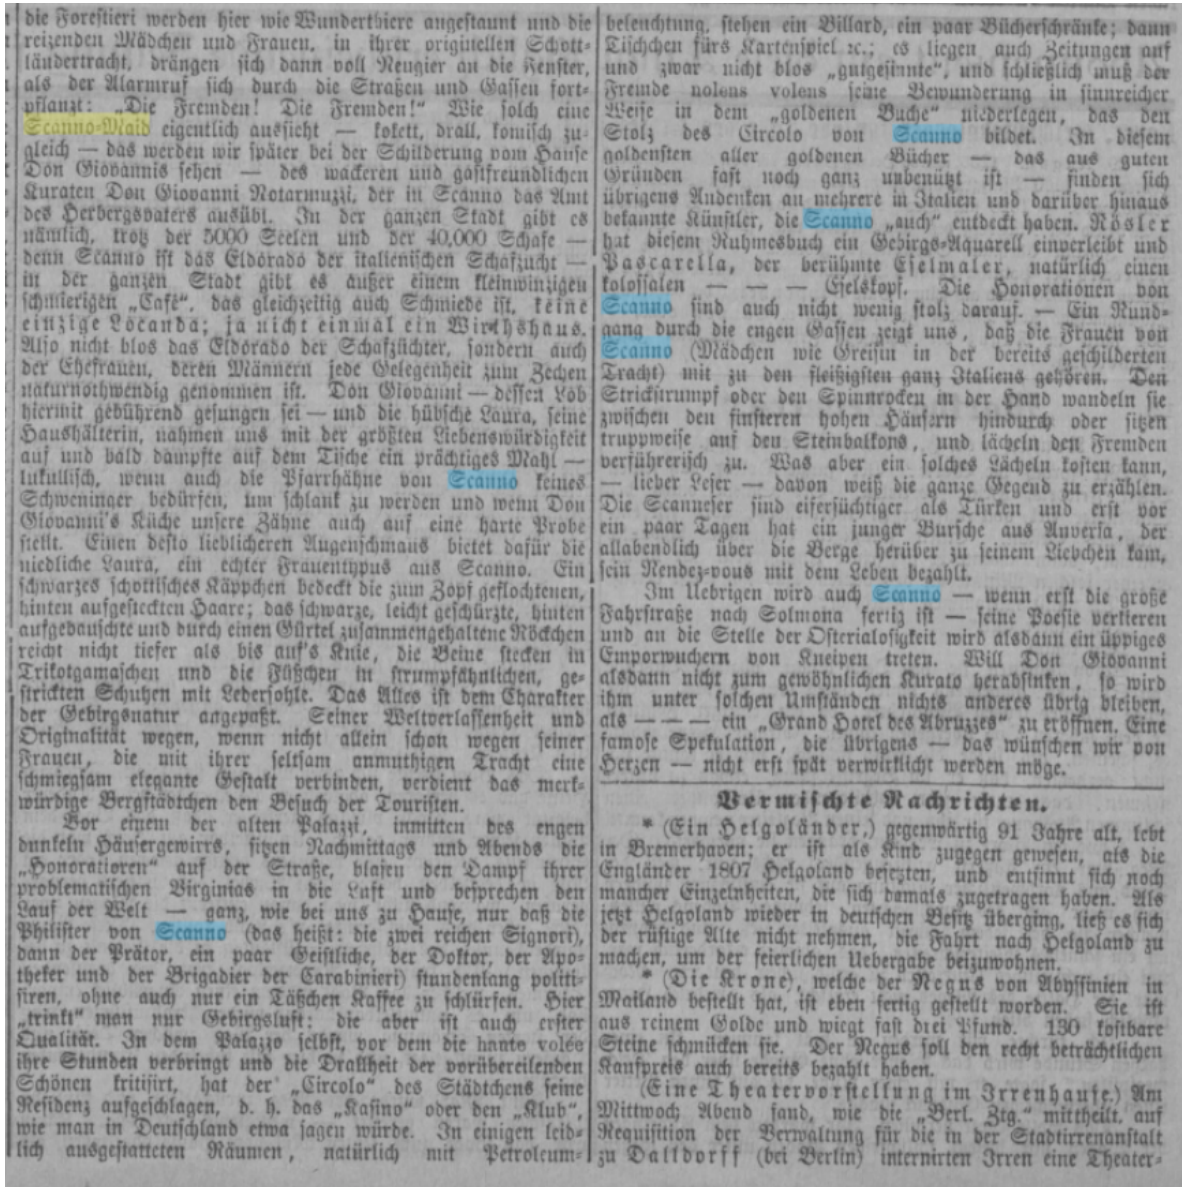 die Forestieri werden hier wie Wunderthiere angestaunt und die
reizenden Mädchen und Frauen, in ihrer originellen Schott-
ländertracht, drängen sich dann voll Neugier an die Fenster,
als der Alarmruf sich durch die Straßen und Gassen fort-
pflanzt: „Die Fremden! Die Fremden!“ Wie solch eine
Scanno-Maid eigentlich aussieht — kokett, drall, komisch zu-
gleich — das werden wir später bei der Schilderung vom Hause
Don Giovannis sehen — des wackeren und gastfreundlichen
Kuraten Don Giovanni Notarmuzzi, der in Scanno das Amt
des Herbergsvaters ausübt. In der ganzen Stadt gibt es
nämlich, trotz der 5000 Seelen und der 40,000 Schafe —
denn Scanno ist das Eldorado der italienischen Schafzucht —
in der ganzen Stadt gibt es außer einem kleinwinzigen
schmierigen „Café“, das gleichzeitig auch Schmiede ist, keine
einzige Locanda; ja nicht einmal ein Wirthshaus.
Also nicht blos das Eldorado der Schafzüchter, sondern auch
der Ehefrauen, deren Männern jede Gelegenheit zum Zechen
naturnothwendig genommen ist. Don Giovanni — dessen Lob
hiermit gebührend gesungen sei — und die hübsche Laura, seine
Haushälterin, nahmen uns mit der größten Liebenswürdigkeit
auf und bald dampfte auf dem Tische ein prächtiges Mahl —
lukullisch, wenn auch die Pfarrhähne von Scanno keines
Schweninger bedürfen, um schlank zu werden und wenn Don
Giovanni's Küche unsere Zähne auch auf eine harte Probe
stellt. Einen desto lieblicheren Augenschmaus bietet dafür die
niedliche Laura, ein echter Frauentypus aus Scanno. Ein
schwarzes schottisches Käppchen bedeckt die zum Zopf geflochtenen,
hinten aufgesteckten Haare; das schwarze, leicht geschürzte, hinten
aufgebauschte und durch einen Gürtel zusammengehaltene Röckchen
reicht nicht tiefer als bis auf's Knie, die Beine stecken in
Trikotgamaschen und die Füßchen in strumpfähnlichen, ge-
strickten Schuhen mit Ledersohle. Das Alles ist dem Charakter
der Gebirgsnatur angepaßt. Seiner Weltverlassenheit und
Originalität wegen, wenn nicht allein schon wegen seiner
Frauen, die mit ihrer seltsam anmuthigen Tracht eine
schmiegsam elegante Gestalt verbinden, verdient das merk-
würdige Bergstädtchen den Besuch der Touristen.
Vor einem der alten Palazzi, inmitten des engen
dunkeln Häusergewirrs, sitzen Nachmittags und Abends die
„Honoratioren“ auf der Straße, blasen den Dampf ihrer
problematischen Virginias in die Luft und besprechen den
Lauf der Welt — ganz, wie bei uns zu Hause, nur daß die
Philister von Scanno (das heißt: die zwei reichen Signori),
dann der Prätor, ein paar Geistliche, der Doktor, der Apo-
theker und der Brigadier der Carabinieri) stundenlang politi-
siren, ohne auch nur ein Täßchen Kaffee zu schlürfen. Hier
„trinkt“ man nur Gebirgsluft: die aber ist auch erster
Qualität. In dem Palazzo selbst, vor dem die haute volée
ihre Stunden verbringt und die Drallheit der vorübereilenden
Schönen kritisirt, hat der „Circolo“ des Städtchens seine
Residenz aufgeschlagen, d. h. das „Kasino“ oder den „Klub“,
wie man in Deutschland etwa sagen würde. In einigen leid-
lich ausgestatteten Räumen, natürlich mit Petroleum-
beleuchtung, stehen ein Billard, ein paar Bücherschränke; dann
Tischchen fürs Kartenspiel ꝛc.; es liegen auch Zeitungen auf
und zwar nicht blos „gutgesinnte“, und schließlich muß der
Fremde nolens volens seine Bewunderung in sinnreicher
Weise in dem „goldenen Buche“ niederlegen, das den
Stolz des Circolo von Scanno bildet. In diesem
goldensten aller goldenen Bücher — das aus guten
Gründen fast noch ganz unbenützt ist — finden sich
übrigens Andenken an mehrere in Italien und darüber hinaus
bekannte Künstler, die Scanno „auch“ entdeckt haben. Rösler
hat diesem Ruhmesbuch ein Gebirgs-Aquarell einverleibt und
Pascarella, der berühmte Eselmaler, natürlich einen
kolossalen — — — Eselskopf. Die Honorationen von
Scanno sind auch nicht wenig stolz darauf. — Ein Rund-
gang durch die engen Gassen zeigt uns, daß die Frauen von
Scanno (Mädchen wie Greisin in der bereits geschilderten
Tracht) mit zu den fleißigsten ganz Italiens gehören. Den
Strickstrumpf oder den Spinnrocken in der Hand wandeln sie
zwischen den finsteren hohen Häusern hindurch oder sitzen
truppweise auf den Steinbalkons, und lächeln den Fremden
verführerisch zu. Was aber ein solches Lächeln kosten kann,
— lieber Leser — davon weiß die ganze Gegend zu erzählen.
Die Scanneser sind eifersüchtiger als Türken und erst vor
ein paar Tagen hat ein junger Bursche aus Anversa, der
allabendlich über die Berge herüber zu seinem Liebchen kam,
sein Rendez-vous mit dem Leben bezahlt.
Im Uebrigen wird auch Scanno — wenn erst die große
Fahrstraße nach Solmona fertig ist — seine Poesie verlieren
und an die Stelle der Osterialosigkeit wird alsdann ein üppiges
Emporwuchern von Kneipen treten. Will Don Giovanni
alsdann nicht zum gewöhnlichen Kurato herabsinken, so wird
ihm unter solchen Umständen nichts anderes übrig bleiben,
als — — — ein „Grand Hotel des Abruzzes“ zu eröffnen. Eine
famose Spekulation, die übrigens — das wünschen wir von
Herzen — nicht erst spät verwirklicht werden möge.
Vermischte Nachrichten.
* (Ein Helgoländer,) gegenwärtig 91 Jahre alt, lebt
in Bremerhaven; er ist als Kind zugegen gewesen, als die
Engländer 1807 Helgoland besezten, und entsinnt sich noch
mancher Einzelnheiten, die sich damals zugetragen haben. Als
jetzt Helgoland wieder in deutschen Besitz überging, ließ es sich
der rüstige Alte nicht nehmen, die Fahrt nach Helgoland zu
machen, um der feierlichen Uebergabe beizuwohnen.
* (Die Krone), welche der Negus von Abyssinien in
Mailand bestellt hat, ist eben fertig gestellt worden. Sie ist
aus reinem Golde und wiegt fast drei Pfund. 130 kostbare
Steine schmücken sie. Der Negus soll den recht beträchtlichen
Kaufpreis auch bereits bezahlt haben.
(Eine Theatervorstellung im Irrenhause.) Am
Mittwoch Abend fand, wie die „Berl. Ztg.“ mittheilt, auf
Requisition der Verwaltung für die in der Stadtirrenanstalt
zu Dalldorff (bei Berlin) internirten Irren eine Theater-